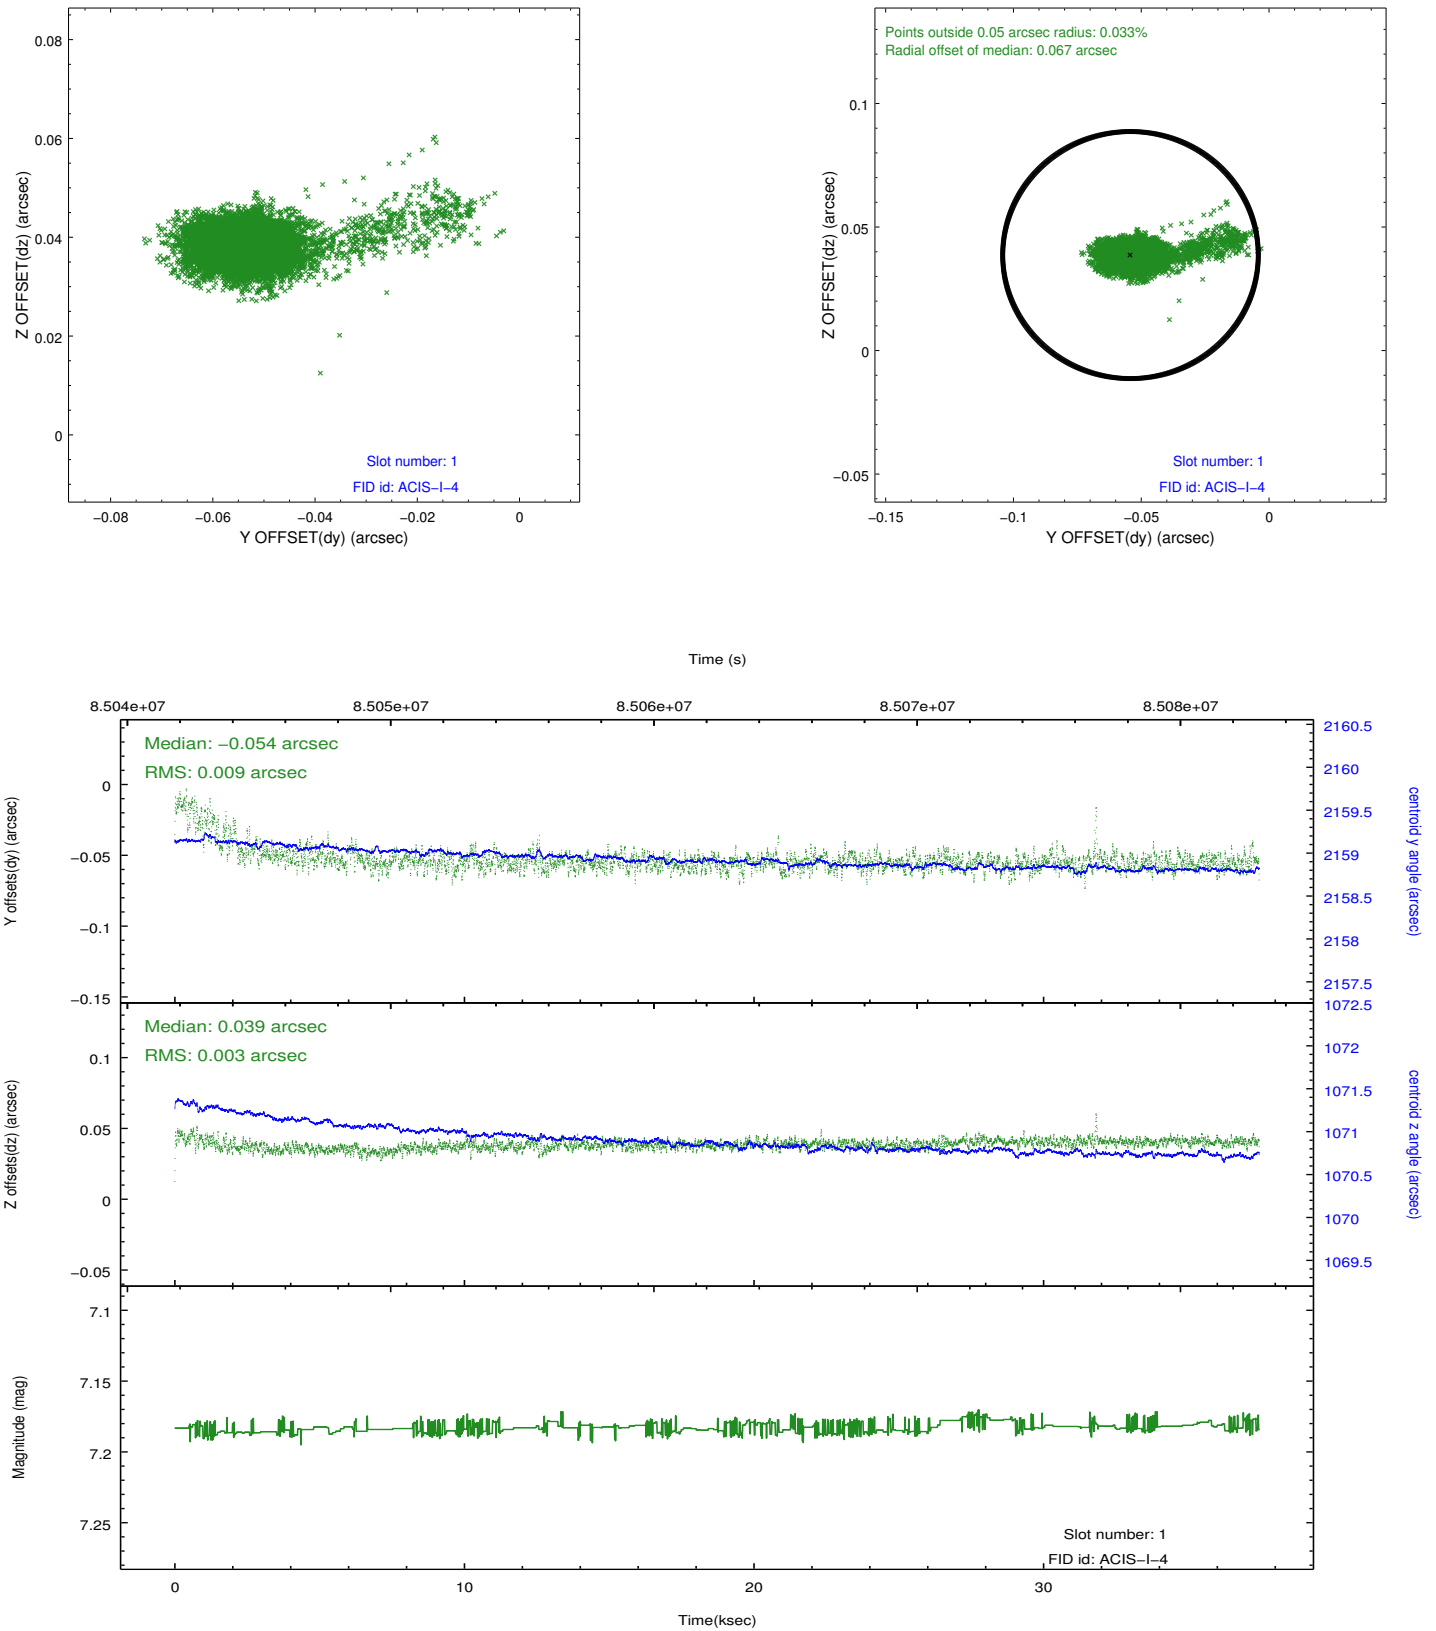 0.08
0.06
0.04
0.02
0
Z OFFSET(dz) (arcsec)
Slot number: 1
FID id: ACIS−I−4
−0.08 −0.06 −0.04 −0.02 0
Y OFFSET(dy) (arcsec)
Points outside 0.05 arcsec radius: 0.033%
Radial offset of median: 0.067 arcsec
0.1
0.05
0
−0.05
Z OFFSET(dz) (arcsec)
Slot number: 1
FID id: ACIS−I−4
−0.15 −0.1 −0.05 0
Y OFFSET(dy) (arcsec)
Time (s)
8.504e+07 8.505e+07 8.506e+07 8.507e+07 8.508e+07
Median: −0.054 arcsec
RMS: 0.009 arcsec
0
−0.05
−0.1
−0.15
Y offsets(dy) (arcsec)
2160.5
2160
2159.5
2159
2158.5
2158
2157.5
centroid y angle (arcsec)
Median: 0.039 arcsec
RMS: 0.003 arcsec
0.1
0.05
0
−0.05
Z offsets(dz) (arcsec)
1072.5
1072
1071.5
1071
1070.5
1070
1069.5
centroid z angle (arcsec)
7.1
7.15
7.2
7.25
Magnitude (mag)
Slot number: 1
FID id: ACIS−I−4
0 10 20 30
Time(ksec)